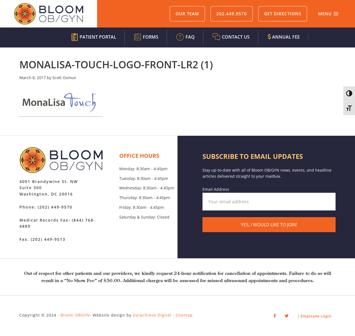 BLOOM
OB/GYN
OUR TEAM
202.449.9570
GET DIRECTIONS
MENU
PATIENT PORTAL
FORMS
FAQ
CONTACT US
$ ANNUAL FEE
MONALISA-TOUCH-LOGO-FRONT-LR2 (1)
March 8, 2017 by Scott Osmun
MonaLisa Touch
BLOOM
OB/GYN
4001 Brandywine St. NW
Suite 300
Washington, DC 20016
Phone: (202) 449-9570
Medical Records Fax: (844) 768-
Fax: (202) 449-9513
OFFICE HOURS
Monday: 8:30am - 4:45pm
Tuesday: 8:30am - 4:45pm
Wednesday: 8:30am - 4:45pm
Thursday: 8:30am - 4:45pm
Friday: 8:30am - 4:45pm
Saturday & Sunday: Closed
SUBSCRIBE TO EMAIL UPDATES
Stay up-to-date with all of Bloom OB/GYN news, events, and headline
articles delivered straight to your mailbox.
Email Address
Your email address
YES, I WOULD LIKE TO JOIN!
Out of respect for other patients and our providers, we kindly request 24-hour notification for cancellation of appointments. Failure to do so will
result in a "No Show Fee" of $50.00. Additional charges will be assessed for missed ultrasound appointments and procedures.
Copyright © 2024 · Bloom OB/GYN· Website design by Dalachinee Digital · Sitemap
| Employee Login